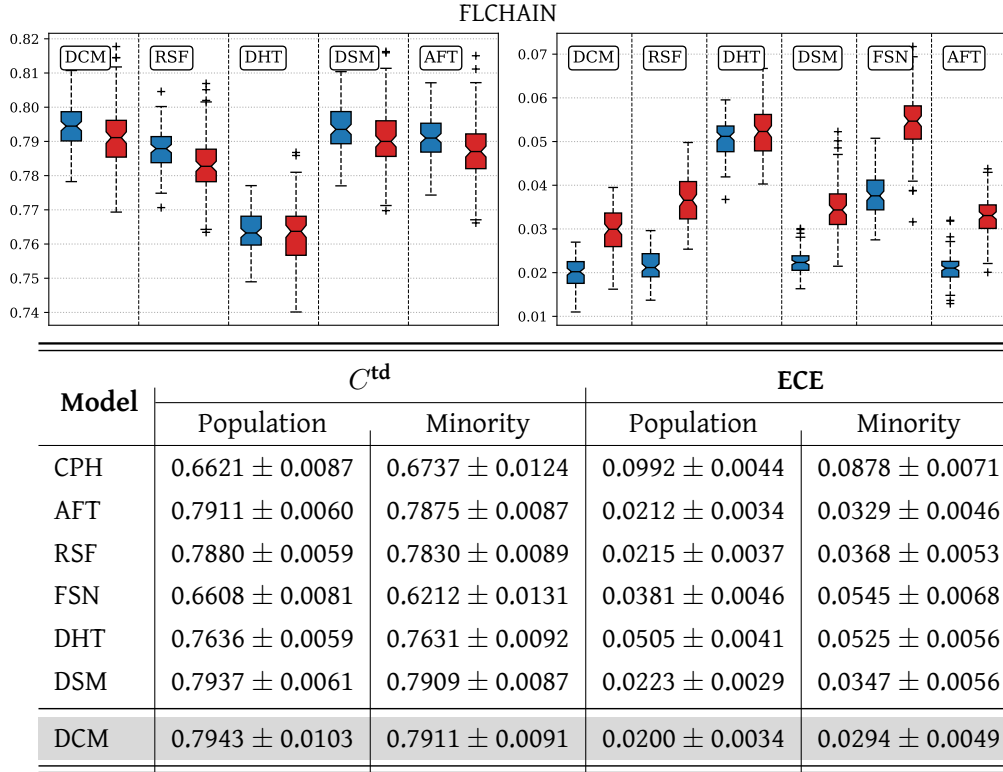 FLCHAIN
DCM RSF DHT DSM AFT
0.82
0.81
0.80
0.79
0.78
0.77
0.76
0.75
0.74
DCM RSF DHT DSM FSN AFT
0.07
0.06
0.05
0.04
0.03
0.02
0.01
Model C^td ECE
Population Minority Population Minority
CPH 0.6621 ± 0.0087 0.6737 ± 0.0124 0.0992 ± 0.0044 0.0878 ± 0.0071
AFT 0.7911 ± 0.0060 0.7875 ± 0.0087 0.0212 ± 0.0034 0.0329 ± 0.0046
RSF 0.7880 ± 0.0059 0.7830 ± 0.0089 0.0215 ± 0.0037 0.0368 ± 0.0053
FSN 0.6608 ± 0.0081 0.6212 ± 0.0131 0.0381 ± 0.0046 0.0545 ± 0.0068
DHT 0.7636 ± 0.0059 0.7631 ± 0.0092 0.0505 ± 0.0041 0.0525 ± 0.0056
DSM 0.7937 ± 0.0061 0.7909 ± 0.0087 0.0223 ± 0.0029 0.0347 ± 0.0056
DCM 0.7943 ± 0.0103 0.7911 ± 0.0091 0.0200 ± 0.0034 0.0294 ± 0.0049